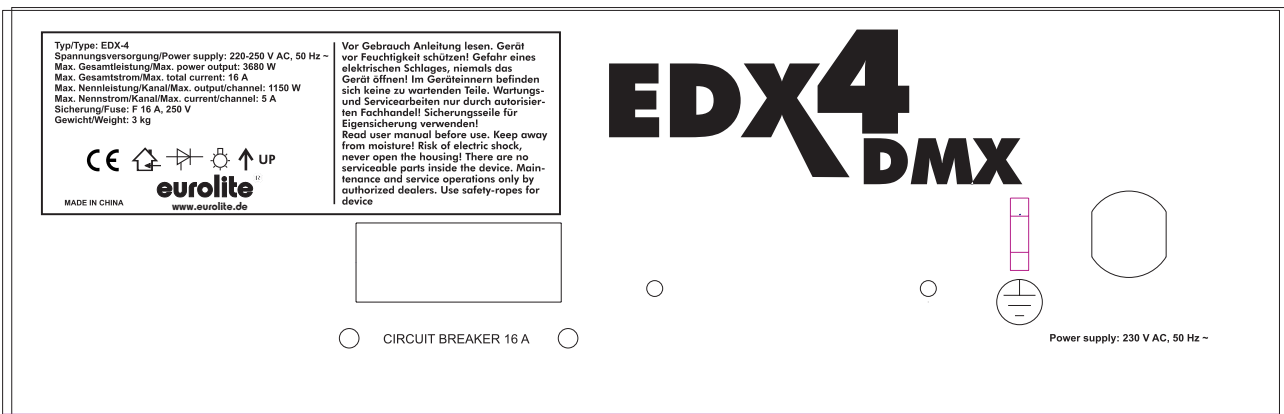 Typ/Type: EDX-4
Spannungsversorgung/Power supply: 220-250 V AC, 50 Hz ~
Max. Gesamtleistung/Max. power output: 3680 W
Max. Gesamtstrom/Max. total current: 16 A
Max. Nennleistung/Kanal/Max. output/channel: 1150 W
Max. Nennstrom/Kanal/Max. current/channel: 5 A
Sicherung/Fuse: F 16 A, 250 V
Gewicht/Weight: 3 kg
CE
UP
eurolite®
MADE IN CHINA
www.eurolite.de
Vor Gebrauch Anleitung lesen. Gerät
vor Feuchtigkeit schützen! Gefahr eines
elektrischen Schlages, niemals das
Gerät öffnen! Im Geräteinnern befinden
sich keine zu wartenden Teile. Wartungs-
und Servicearbeiten nur durch autorisier-
ten Fachhandel! Sicherungsseile für
Eigensicherung verwenden!
Read user manual before use. Keep away
from moisture! Risk of electric shock,
never open the housing! There are no
serviceable parts inside the device. Main-
tenance and service operations only by
authorized dealers. Use safety-ropes for
device
EDX4
DMX
CIRCUIT BREAKER 16 A
Power supply: 230 V AC, 50 Hz ~